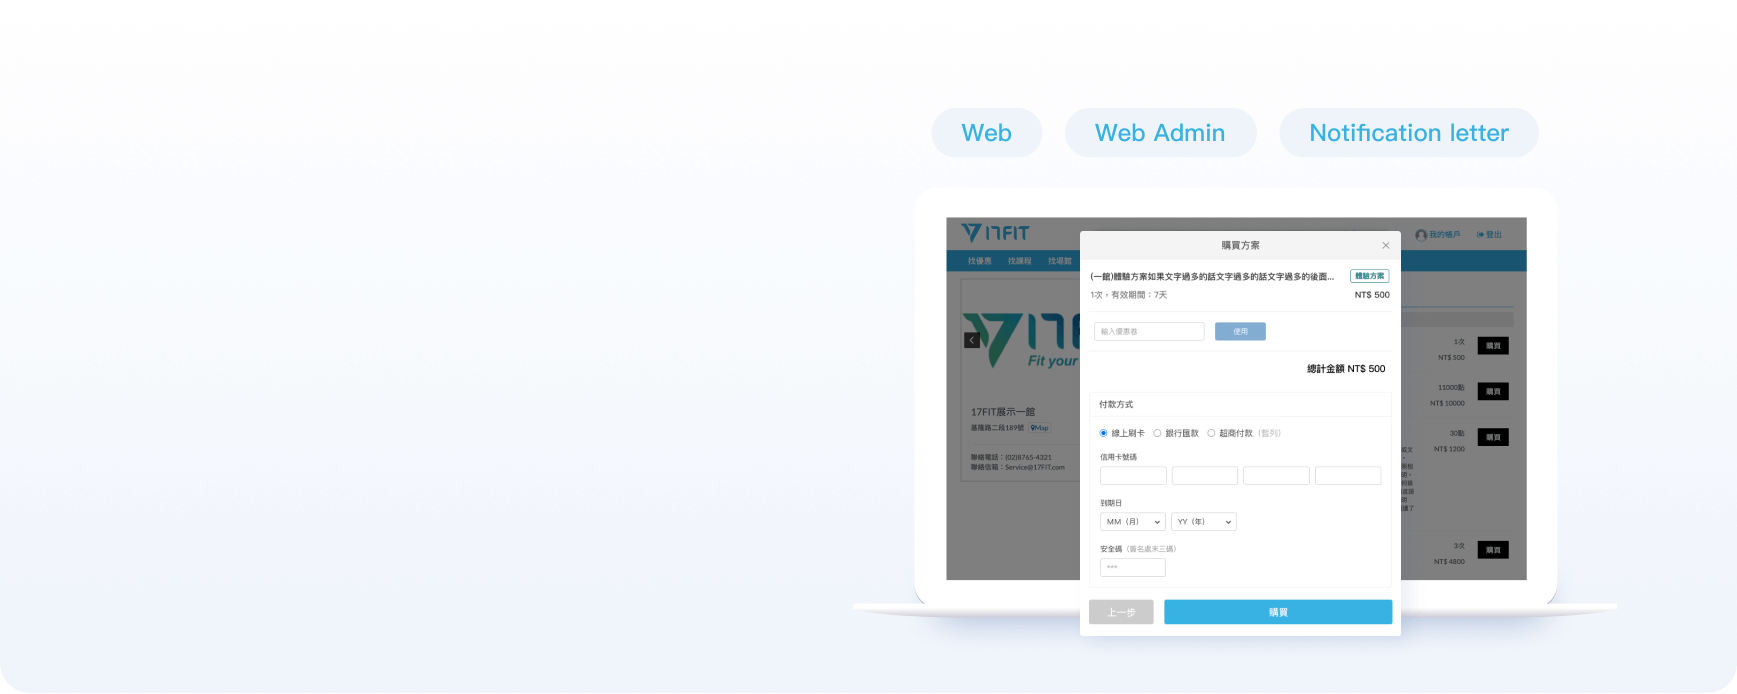 Web
Web Admin
Notification letter
17FIT
我的帳戶
登出
找優惠 找課程 找場館
17F
Fit your
17FIT展示一館
基隆路二段189號 Map
聯絡電話:(02)8765-4321
聯絡信箱:Service@17FIT.com
購買方案
(一館)體驗方案如果文字過多的話文字過多的話文字過多的後面...
體驗方案
1次,有效期間:7天
NT$ 500
輸入優惠卷
使用
總計金額 NT$ 500
付款方式
線上刷卡 銀行匯款 超商付款 (暫列)
信用卡號碼
到期日
MM (月) YY (年)
安全碼 (簽名處末三碼)
***
上一步
購買
1次
NT$ 500
購買
11000點
NT$ 10000
購買
30點
NT$ 1200
購買
3次
NT$ 4800
購買